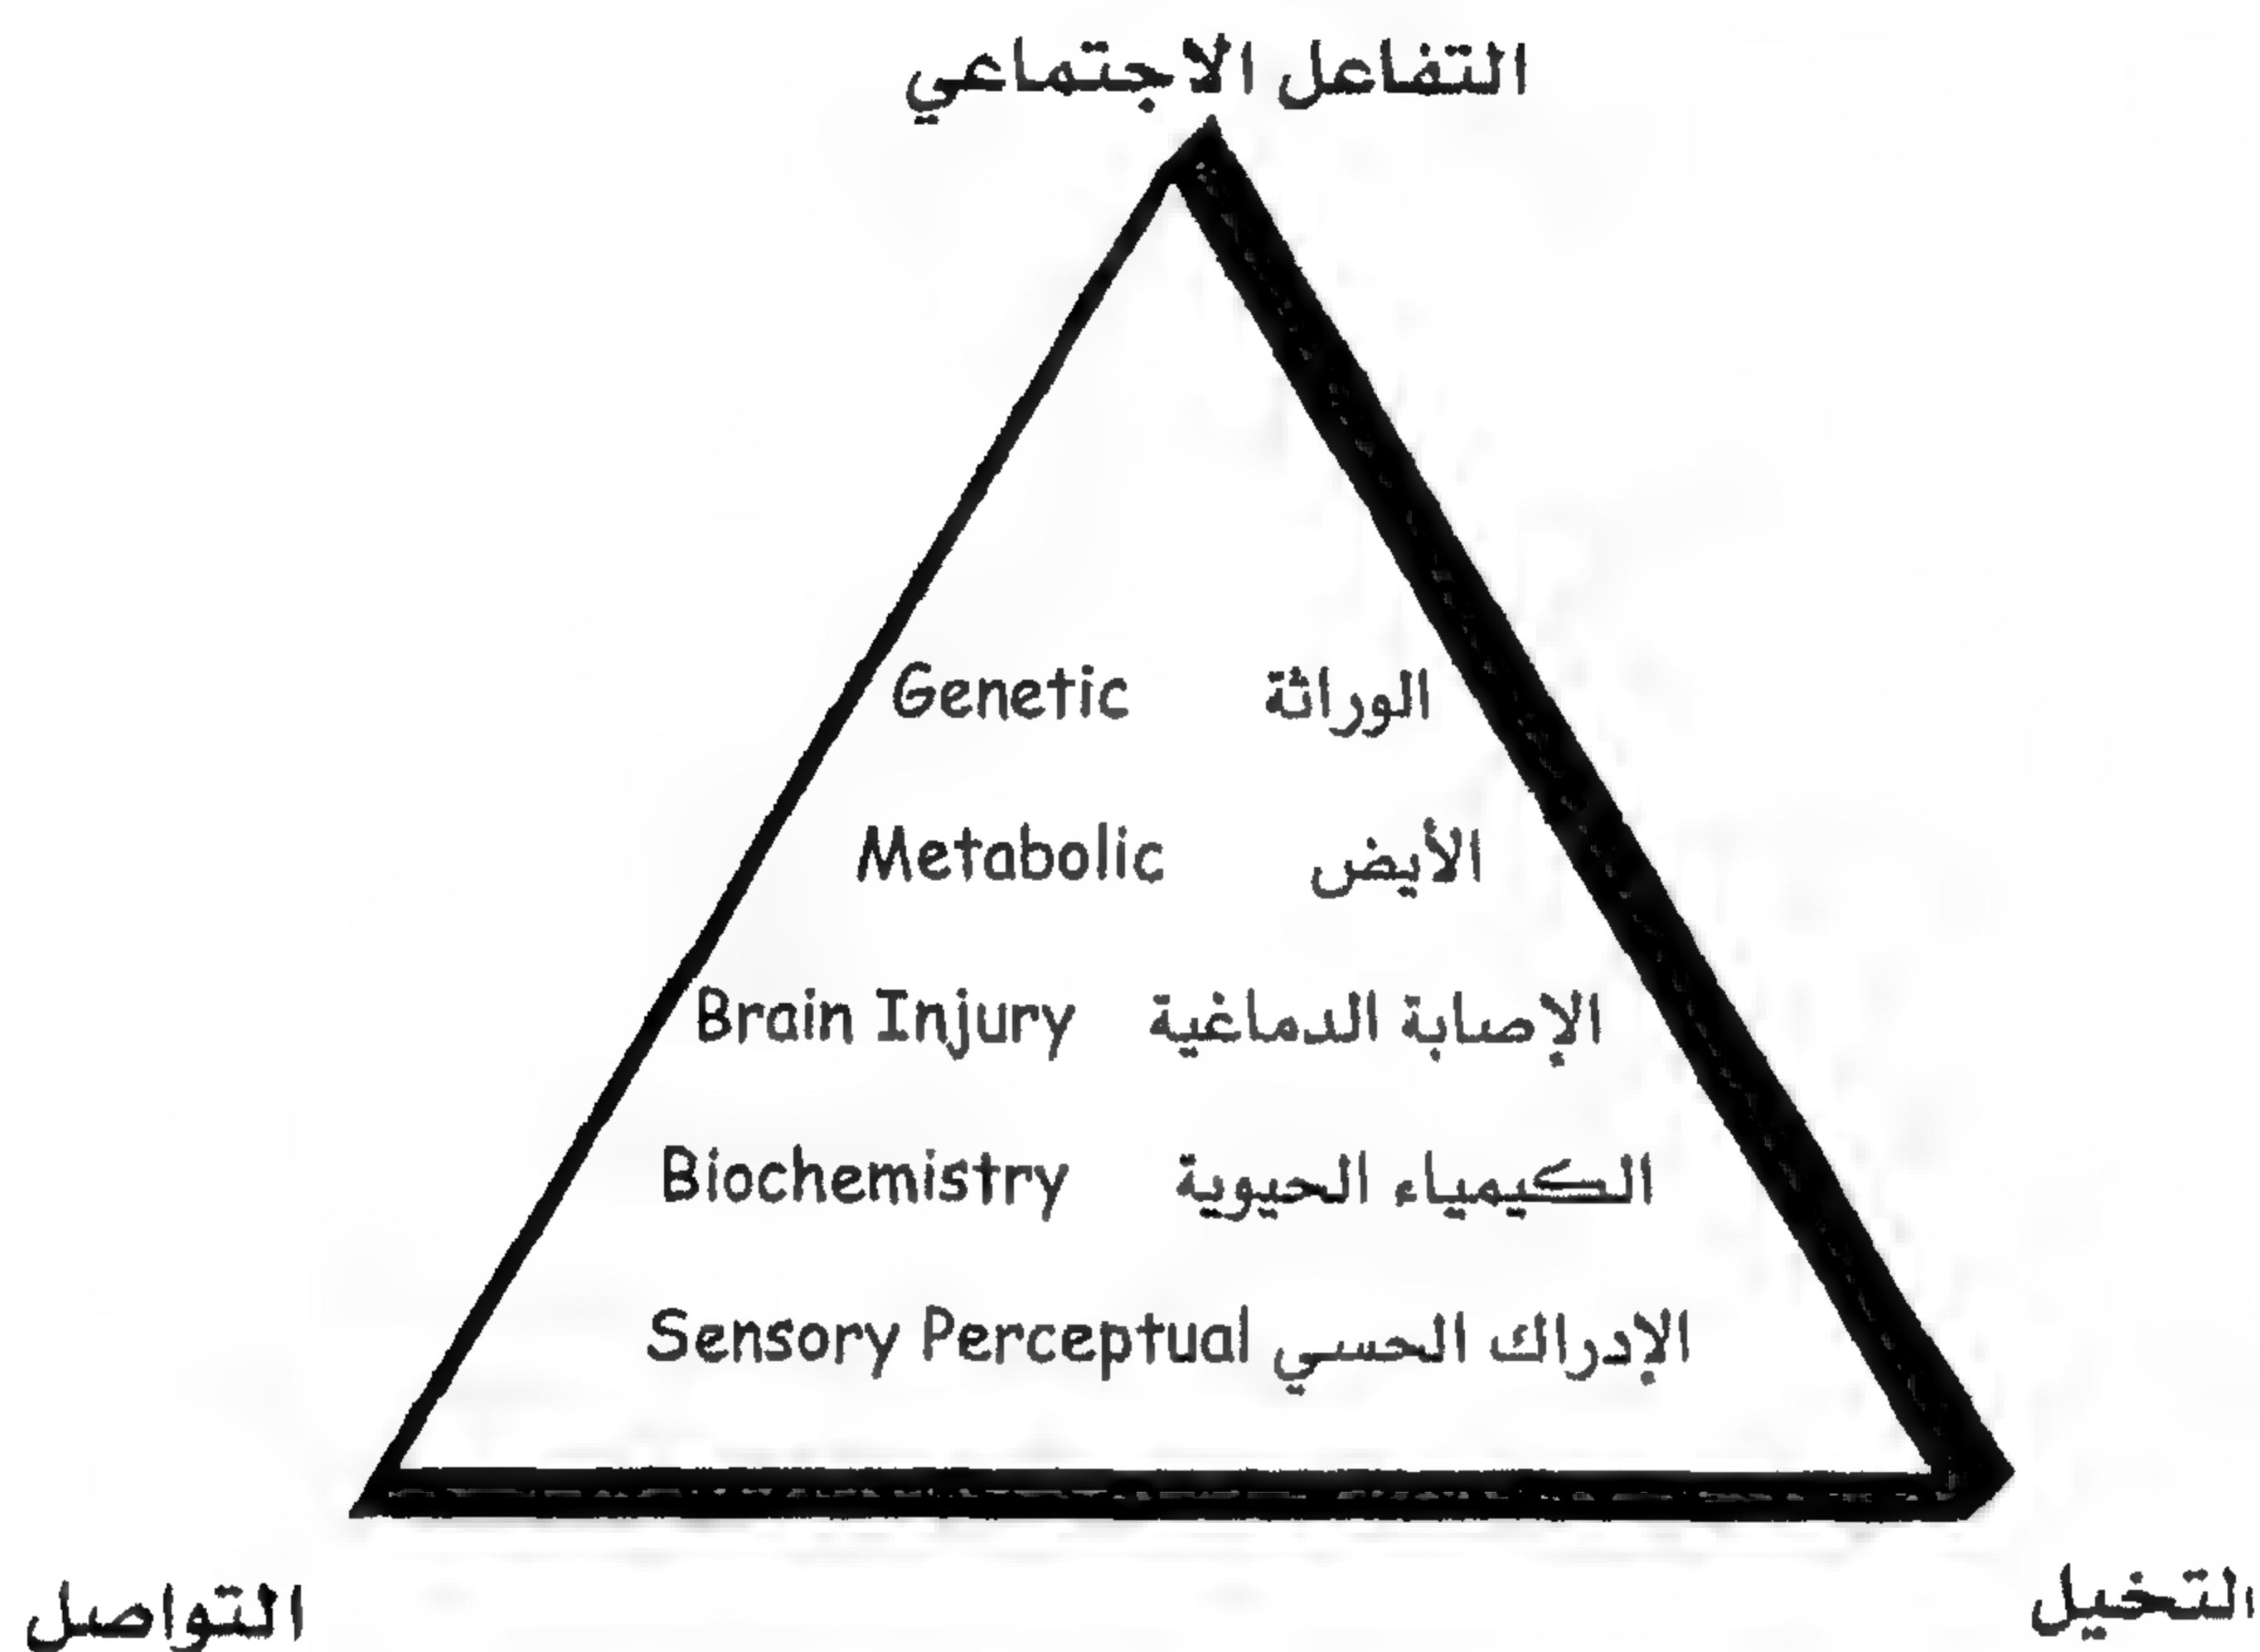 التفاعل الاجتماعي
Genetic الوراثة
Metabolic الأيض
Brain Injury الإصابة الدماغية
Biochemistry الكيمياء الحيوية
Sensory Perceptual الإدراك الحسي
التخيل
التواصل